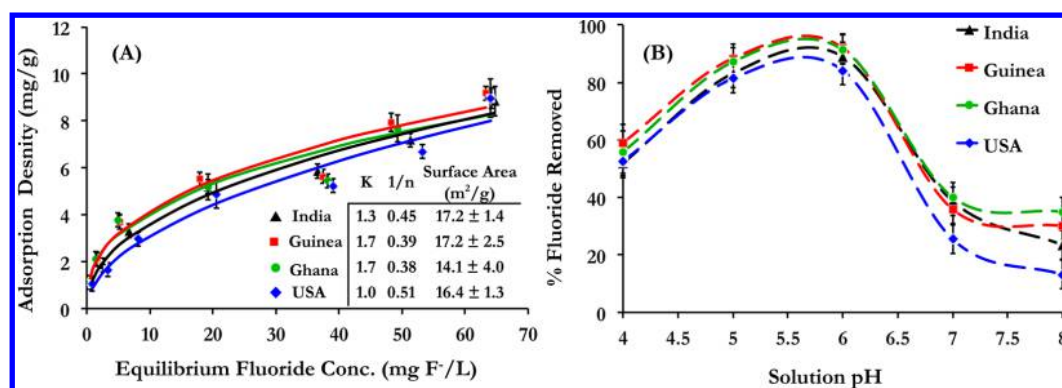 (A)
Adsorption Desnity (mg/g)
12
10
8
6
4
2
0
0 10 20 30 40 50 60 70
Equilibrium Fluoride Conc. (mg F-/L)
K 1/n Surface Area (m²/g)
India 1.3 0.45 17.2 ± 1.4
Guinea 1.7 0.39 17.2 ± 2.5
Ghana 1.7 0.38 14.1 ± 4.0
USA 1.0 0.51 16.4 ± 1.3
(B)
% Fluoride Removed
100
80
60
40
20
0
4 4.5 5 5.5 6 6.5 7 7.5 8
Solution pH
India
Guinea
Ghana
USA